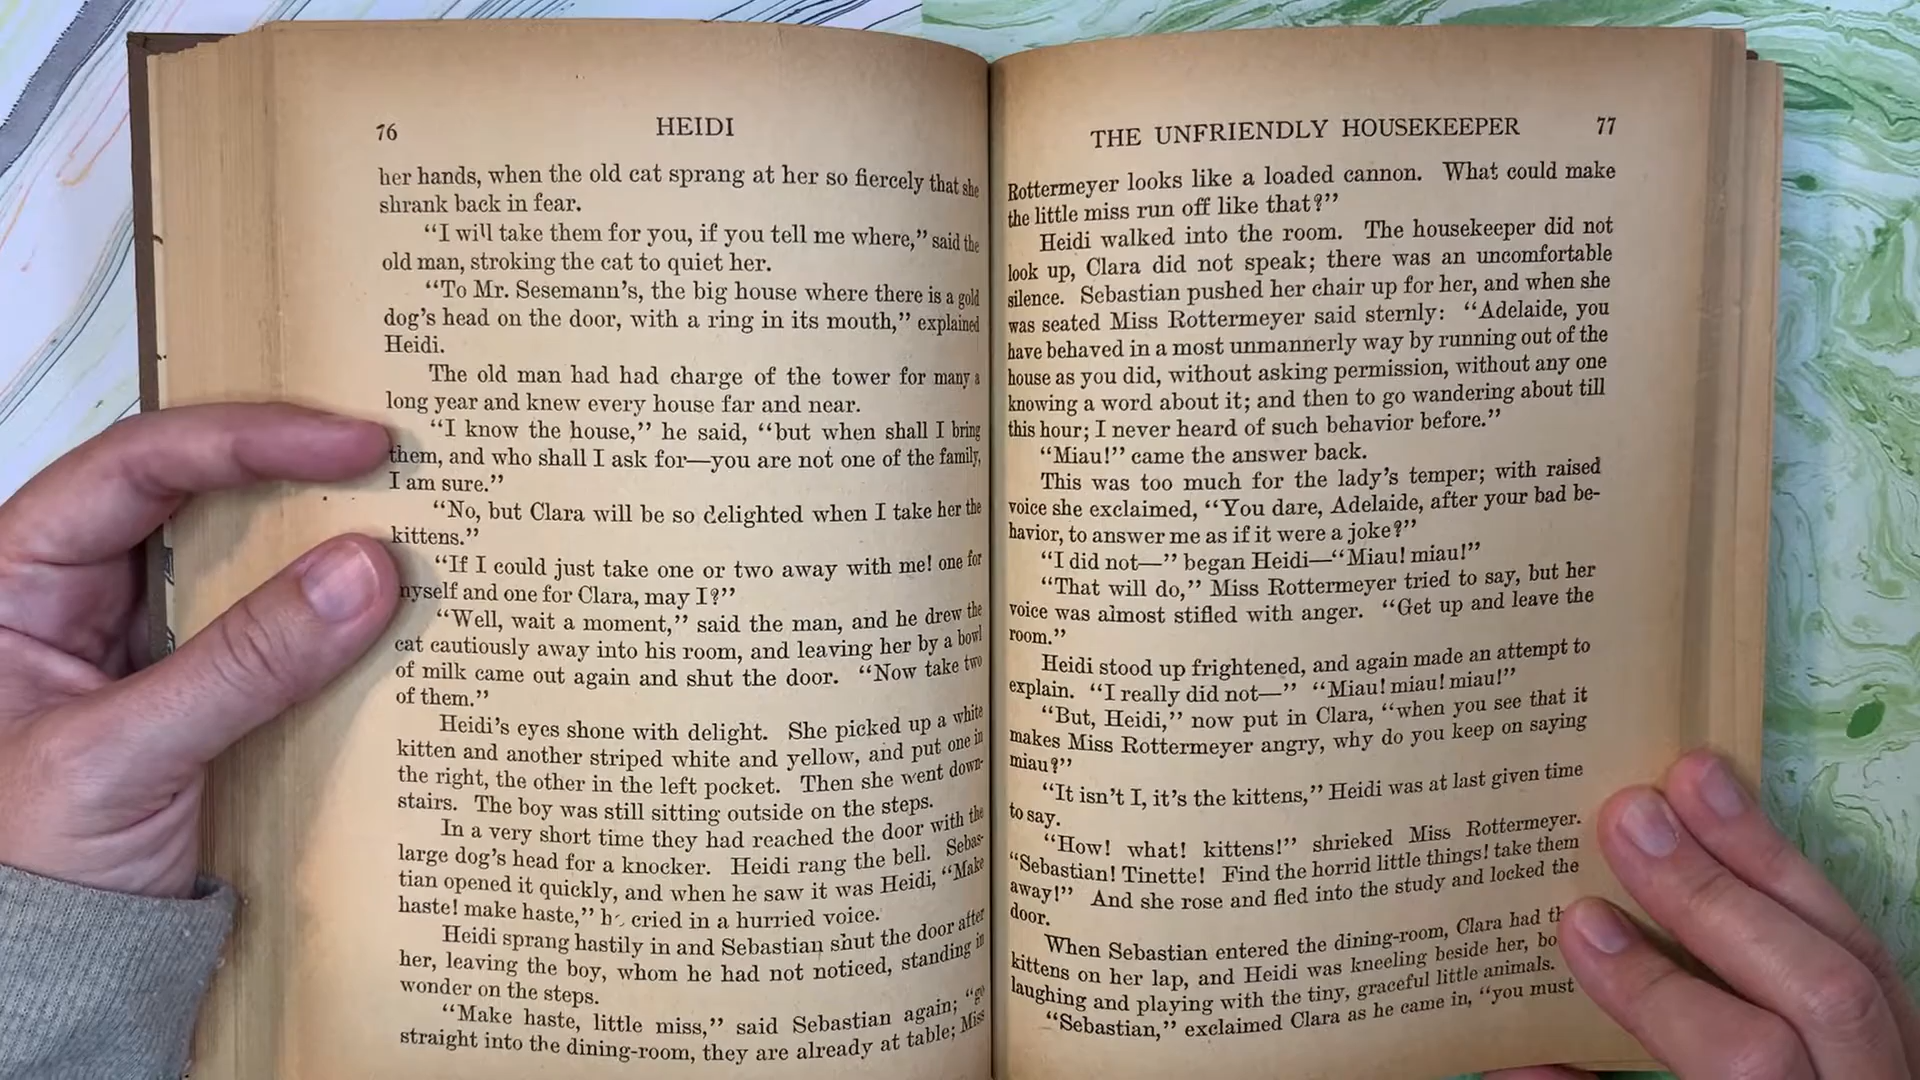 76 HEIDI
her hands, when the old cat sprang at her so fiercely that she
shrank back in fear.
“I will take them for you, if you tell me where,” said the
old man, stroking the cat to quiet her.
“To Mr. Sesemann’s, the big house where there is a gold
dog’s head on the door, with a ring in its mouth,” explained
Heidi.
The old man had had charge of the tower for many a
long year and knew every house far and near.
“I know the house,” he said, “but when shall I bring
them, and who shall I ask for—you are not one of the family,
I am sure.”
“No, but Clara will be so delighted when I take her the
kittens.”
“If I could just take one or two away with me! one for
myself and one for Clara, may I?”
“Well, wait a moment,” said the man, and he drew the
cat cautiously away into his room, and leaving her by a bowl
of milk came out again and shut the door. “Now take two
of them.”
Heidi’s eyes shone with delight. She picked up a white
kitten and another striped white and yellow, and put one in
the right, the other in the left pocket. Then she went down-
stairs. The boy was still sitting outside on the steps.
In a very short time they had reached the door with the
large dog’s head for a knocker. Heidi rang the bell. Sebas-
tian opened it quickly, and when he saw it was Heidi, “Make
haste! make haste,” he cried in a hurried voice.
Heidi sprang hastily in and Sebastian shut the door after
her, leaving the boy, whom he had not noticed, standing in
wonder on the steps.
“Make haste, little miss,” said Sebastian again; “go
straight into the dining-room, they are already at table; Miss
THE UNFRIENDLY HOUSEKEEPER 77
Rottermeyer looks like a loaded cannon. What could make
the little miss run off like that?”
Heidi walked into the room. The housekeeper did not
look up, Clara did not speak; there was an uncomfortable
silence. Sebastian pushed her chair up for her, and when she
was seated Miss Rottermeyer said sternly: “Adelaide, you
have behaved in a most unmannerly way by running out of the
house as you did, without asking permission, without any one
knowing a word about it; and then to go wandering about till
this hour; I never heard of such behavior before.”
“Miau!” came the answer back.
This was too much for the lady’s temper; with raised
voice she exclaimed, “You dare, Adelaide, after your bad be-
havior, to answer me as if it were a joke?”
“I did not—” began Heidi—“Miau! miau!”
“That will do,” Miss Rottermeyer tried to say, but her
voice was almost stifled with anger. “Get up and leave the
room.”
Heidi stood up frightened, and again made an attempt to
explain. “I really did not—” “Miau! miau! miau!”
“But, Heidi,” now put in Clara, “when you see that it
makes Miss Rottermeyer angry, why do you keep on saying
miau?”
“It isn’t I, it’s the kittens,” Heidi was at last given time
to say.
“How! what! kittens!” shrieked Miss Rottermeyer.
“Sebastian! Tinette! Find the horrid little things! take them
away!” And she rose and fled into the study and locked the
door.
When Sebastian entered the dining-room, Clara had th
kittens on her lap, and Heidi was kneeling beside her, bo
laughing and playing with the tiny, graceful little animals.
“Sebastian,” exclaimed Clara as he came in, “you must